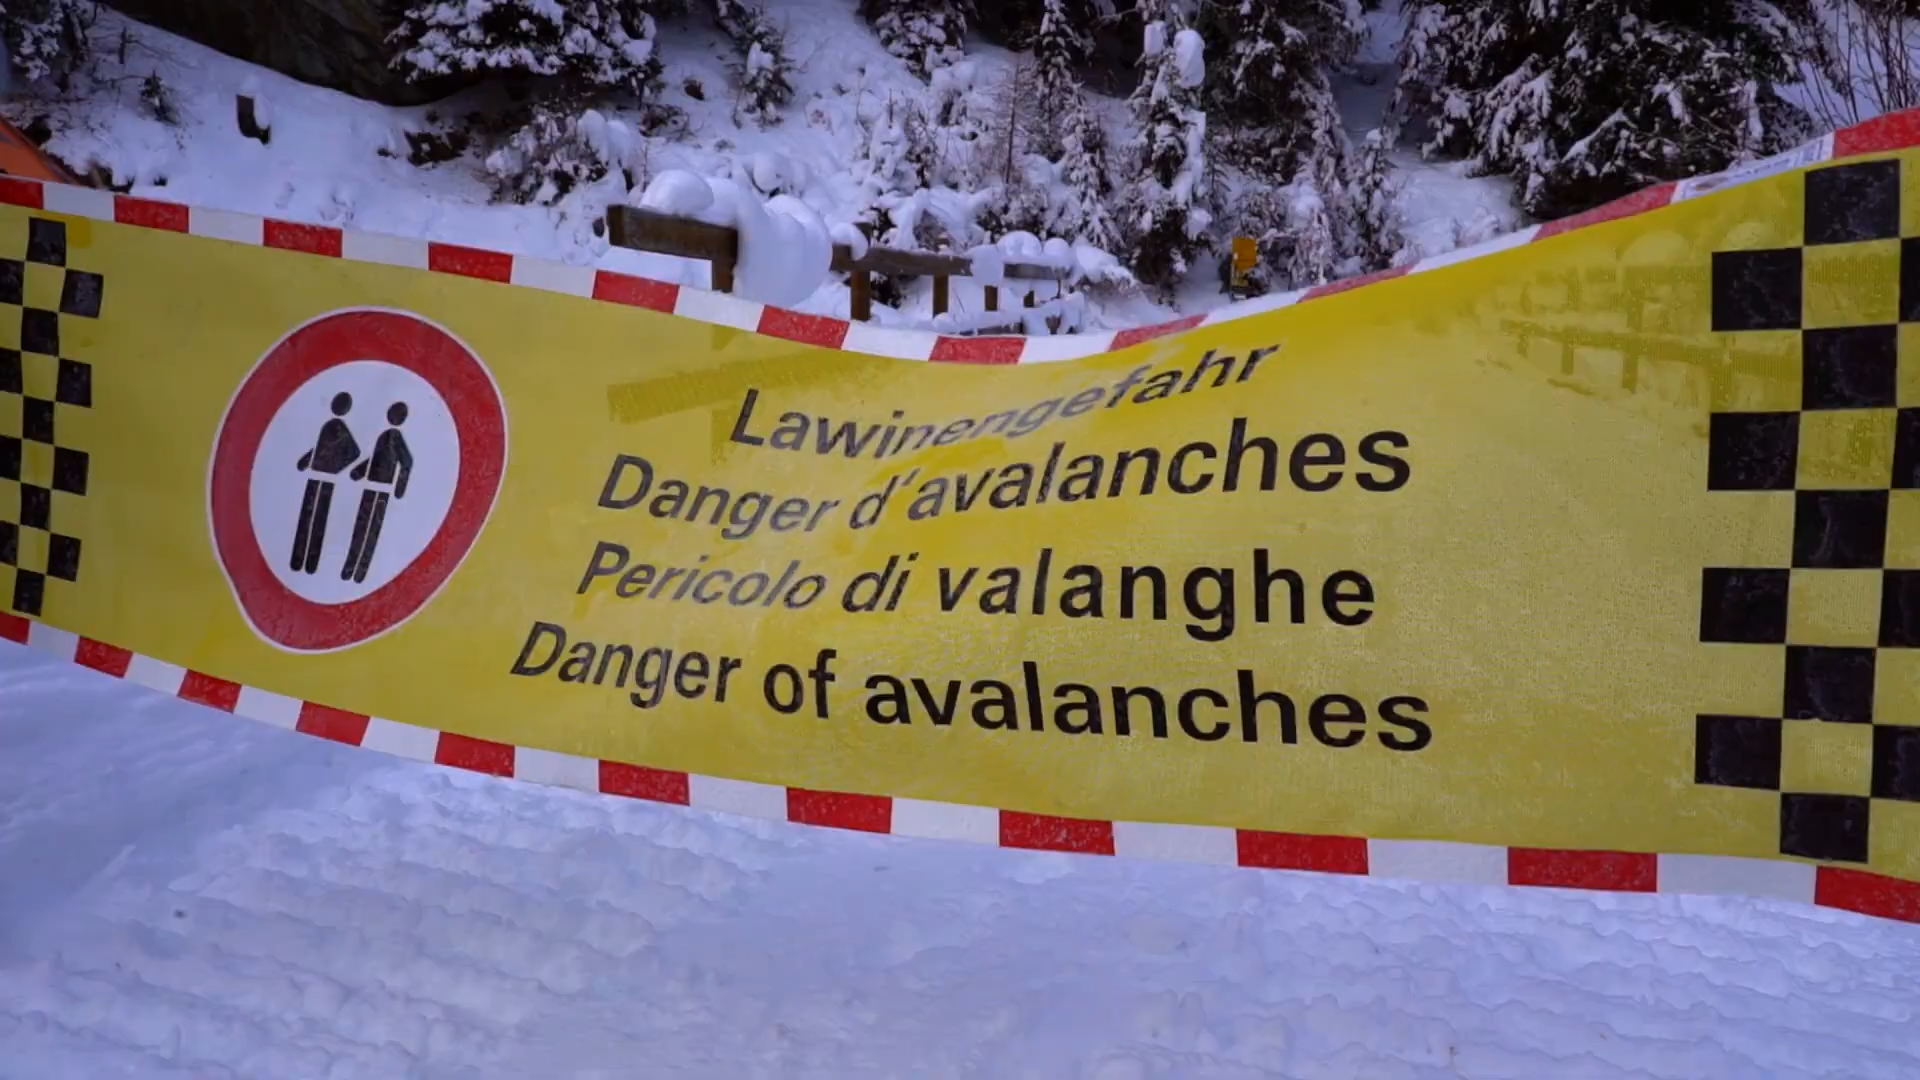 Lawinengefahr
Danger d'avalanches
Pericolo di valanghe
Danger of avalanches